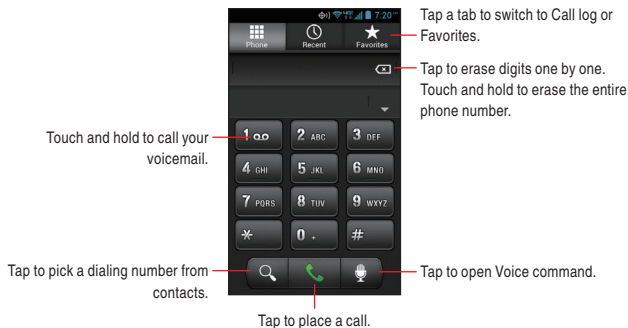 7:20
Phone Recent Favorites
Tap a tab to switch to Call log or
Favorites.
Tap to erase digits one by one.
Touch and hold to erase the entire
phone number.
Touch and hold to call your
voicemail.
1 2 ABC 3 DEF
4 GHI 5 JKL 6 MNO
7 PQRS 8 TUV 9 WXYZ
* 0 + #
Tap to pick a dialing number from
contacts.
Tap to open Voice command.
Tap to place a call.